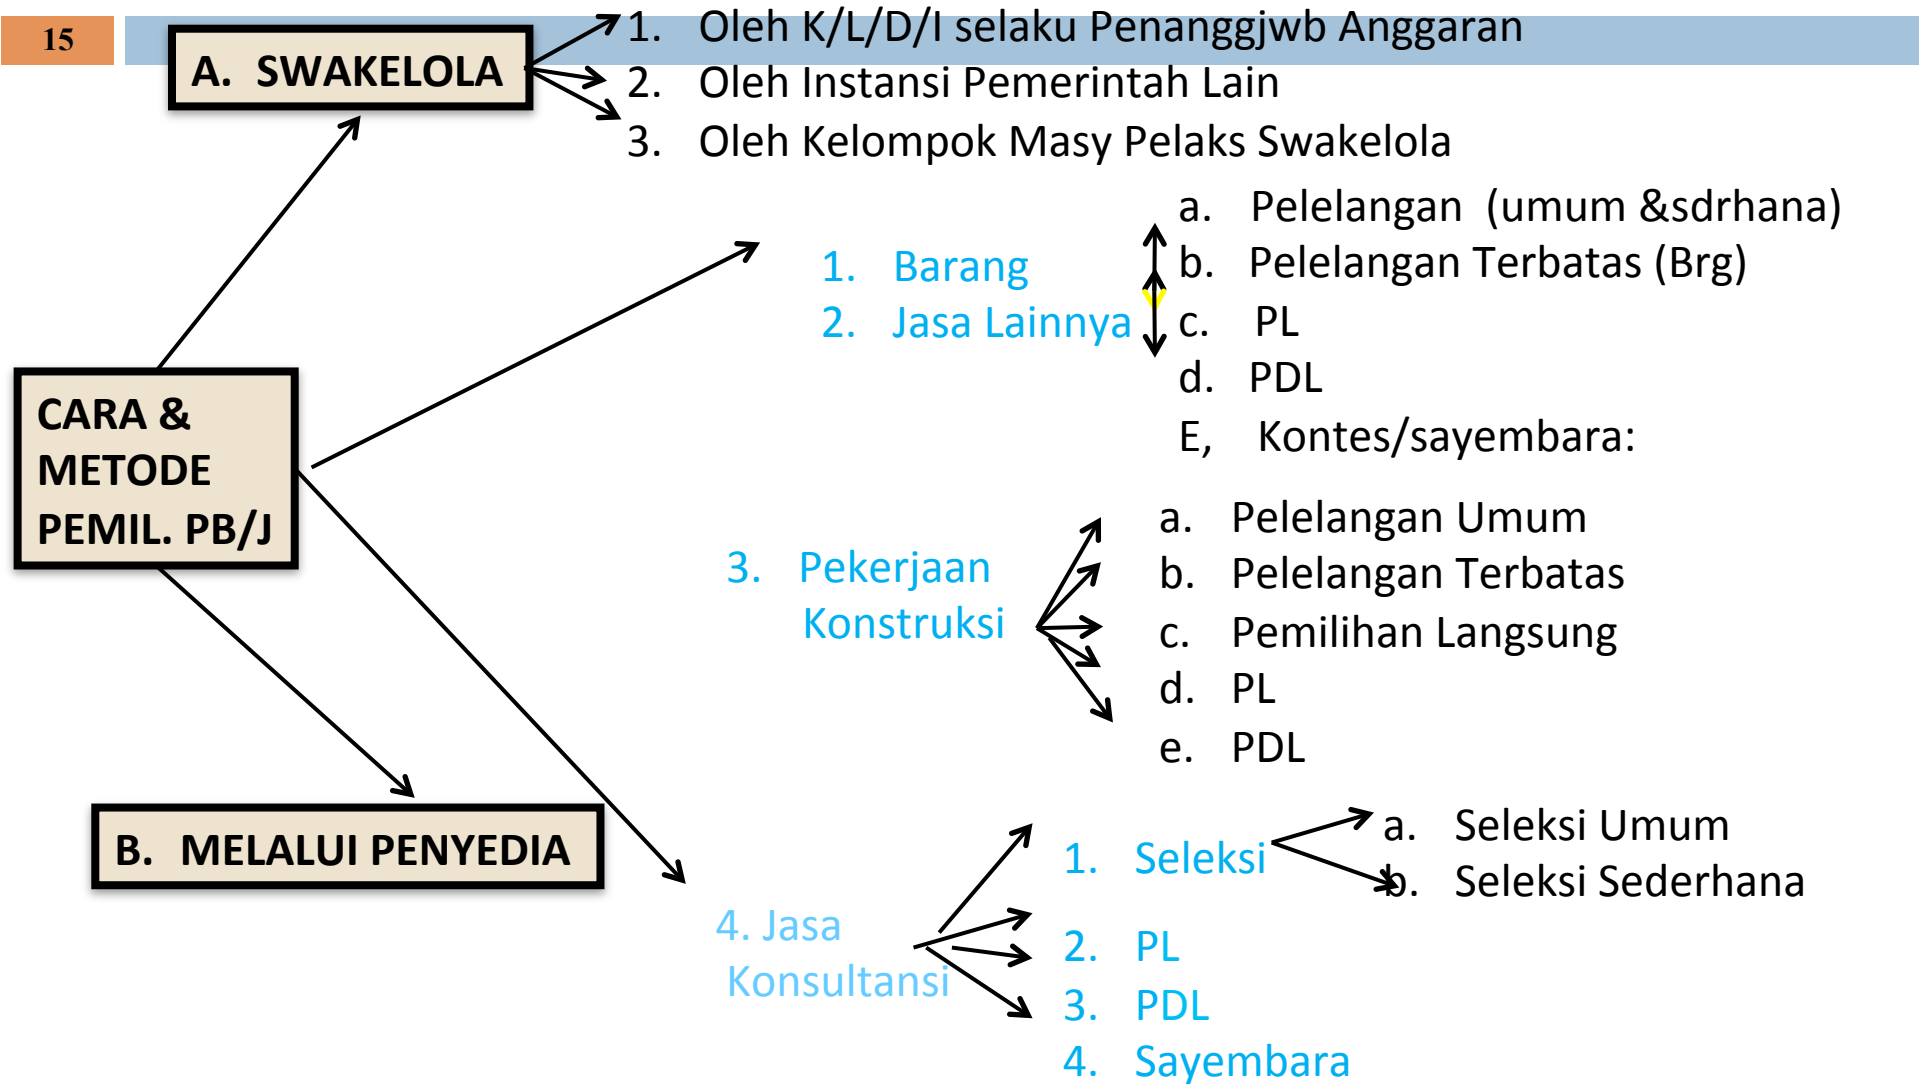 15
A. SWAKELOLA
1. Oleh K/L/D/I selaku Penanggjwb Anggaran
2. Oleh Instansi Pemerintah Lain
3. Oleh Kelompok Masy Pelaks Swakelola
1. Barang
2. Jasa Lainnya
a. Pelelangan (umum &sdrhana)
b. Pelelangan Terbatas (Brg)
c. PL
d. PDL
E, Kontes/sayembara:
CARA &
METODE
PEMIL. PB/J
3. Pekerjaan
Konstruksi
a. Pelelangan Umum
b. Pelelangan Terbatas
c. Pemilihan Langsung
d. PL
e. PDL
B. MELALUI PENYEDIA
4. Jasa
Konsultansi
1. Seleksi
a. Seleksi Umum
b. Seleksi Sederhana
2. PL
3. PDL
4. Sayembara